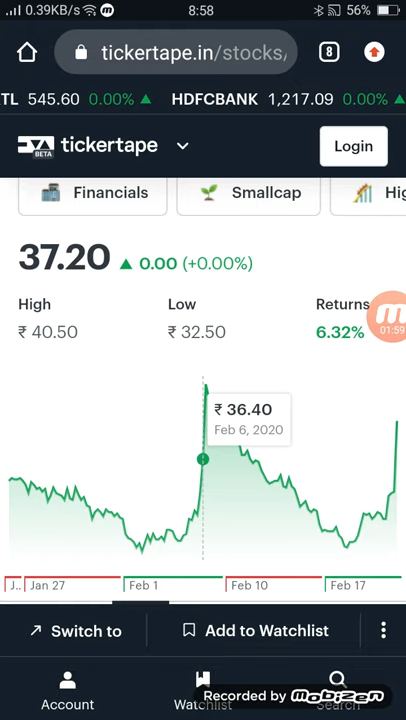 0.39KB/s 8:58 56%
tickertape.in/stocks, 8
TL 545.60 0.00% ▲ HDFCBANK 1,217.09 0.00% ▲
BETA tickertape Login
Financials Smallcap Hig
37.20 ▲ 0.00 (+0.00%)
High Low Returns
₹ 40.50 ₹ 32.50 6.32%
01:59
₹ 36.40
Feb 6, 2020
J.. Jan 27 Feb 1 Feb 10 Feb 17
Switch to Add to Watchlist
Account Watchlist Search
Recorded by MOBIZEN